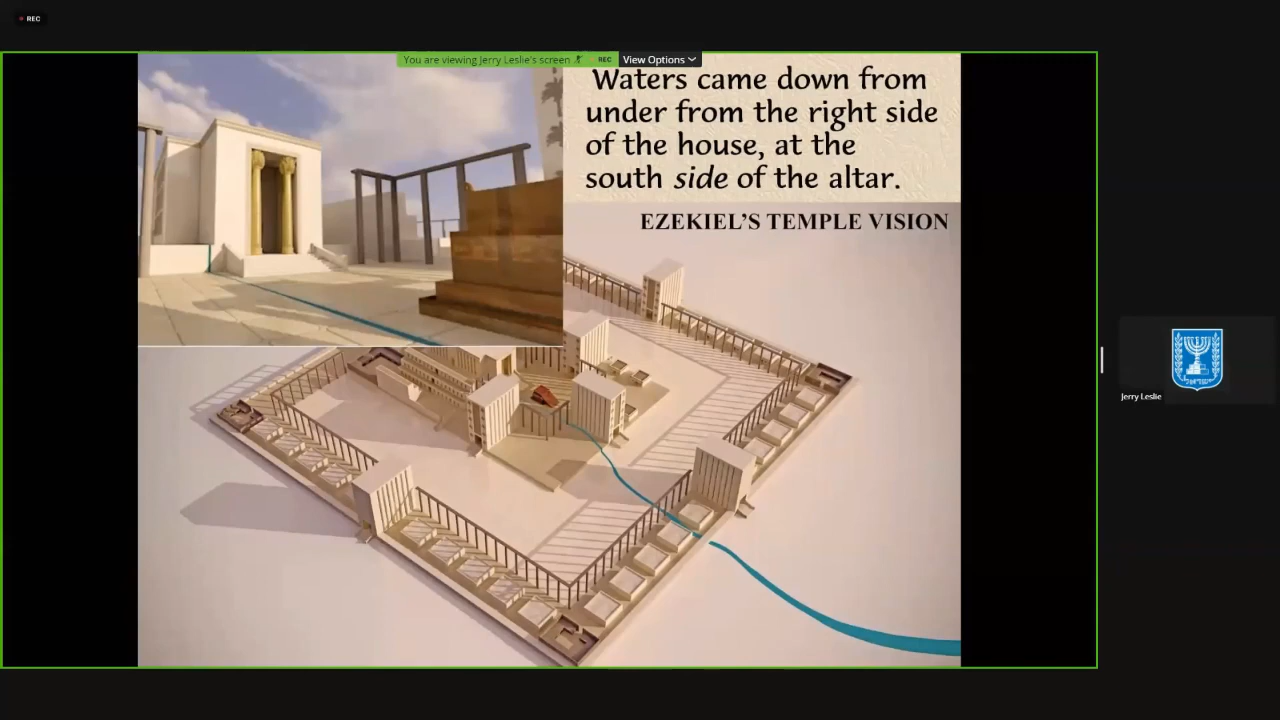 REC
You are viewing Jerry Leslie's screen
REC
View Options
Waters came down from
under from the right side
of the house, at the
south side of the altar.
EZEKIEL'S TEMPLE VISION
Jerry Leslie